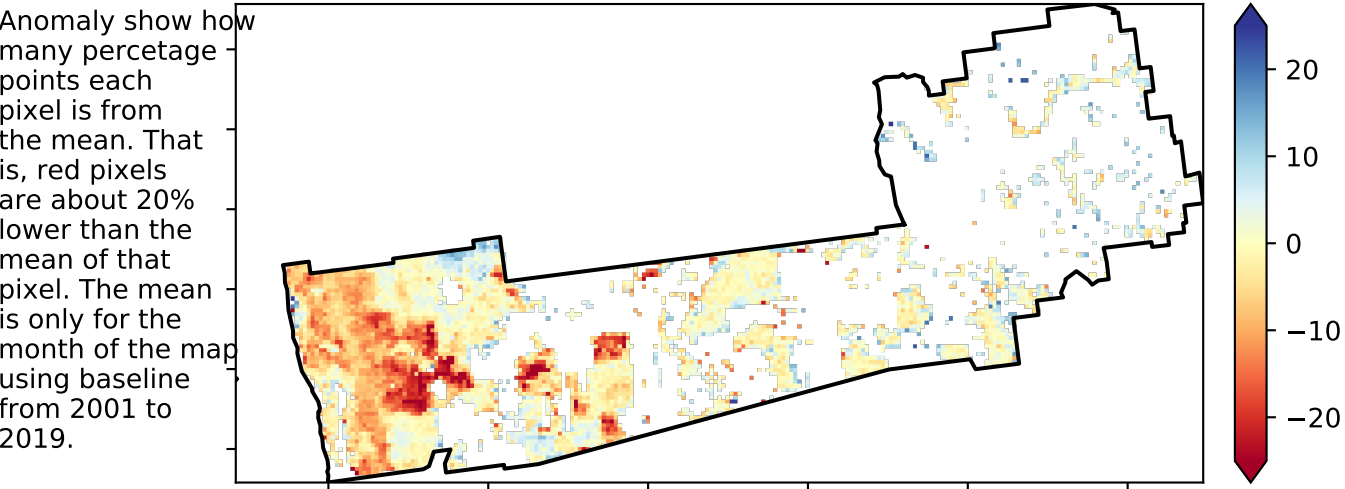 Anomaly show how
many percetage
points each
pixel is from
the mean. That
is, red pixels
are about 20%
lower than the
mean of that
pixel. The mean
is only for the
month of the map
using baseline
from 2001 to
2019.
20
10
0
−10
−20